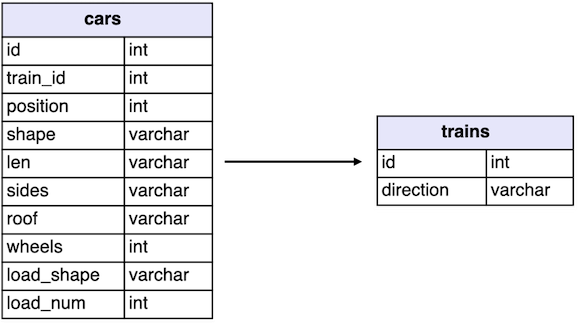 cars
id int
train_id int
position int
shape varchar
len varchar
sides varchar
roof varchar
wheels int
load_shape varchar
load_num int
trains
id int
direction varchar